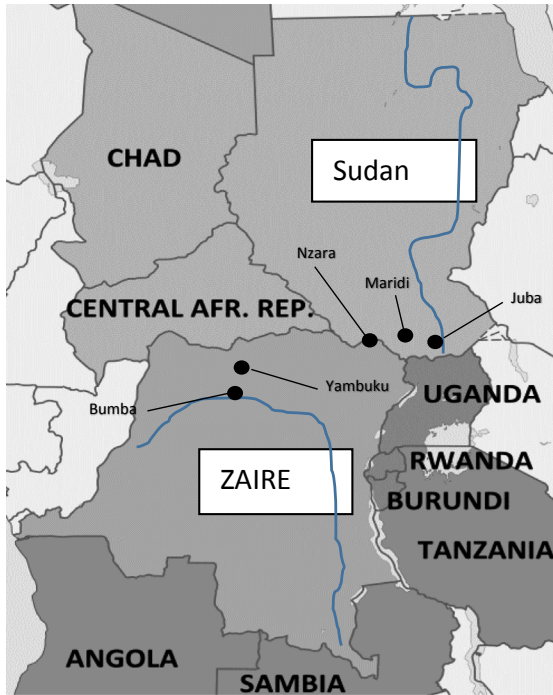 CHAD
Sudan
Nzara
Maridi
Juba
CENTRAL AFR. REP.
Yambuku
UGANDA
Bumba
RWANDA
ZAIRE
BURUNDI
TANZANIA
ANGOLA
SAMBIA